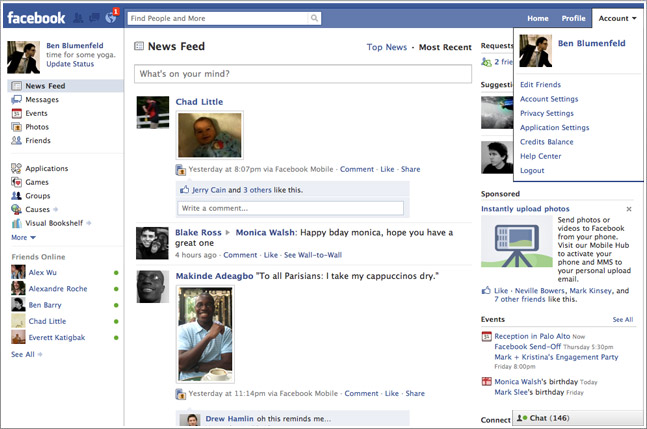 facebook
1
Find People and More
Home Profile Account
Ben Blumenfeld
time for some yoga.
Update Status
News Feed
Messages
Events
Photos
Friends
Applications
Games
Groups
Causes
Visual Bookshelf
More
Friends Online
Alex Wu
Alexandre Roche
Ben Barry
Chad Little
Everett Katigbak
See All
News Feed
Top News · Most Recent
What's on your mind?
Chad Little
Yesterday at 8:07pm via Facebook Mobile · Comment · Like · Share
Jerry Cain and 3 others like this.
Write a comment...
Blake Ross Monica Walsh: Happy bday monica, hope you have a
great one
4 hours ago · Comment · Like · See Wall-to-Wall
Makinde Adeagbo "To all Parisians: I take my cappuccinos dry."
Yesterday at 11:14pm via Facebook Mobile · Comment · Like · Share
Drew Hamlin oh this reminds me...
Requests
2 frie
Suggestio
Ben Blumenfeld
Edit Friends
Account Settings
Privacy Settings
Application Settings
Credits Balance
Help Center
Logout
Sponsored
Instantly upload photos
Send photos or
videos to Facebook
from your phone.
Visit our Mobile Hub
to activate your
phone and MMS to
your personal upload
email.
Like · Neville Bowers, Mark Kinsey, and
7 other friends like this.
Events See All
Reception in Palo Alto Now
Facebook Send-Off Thursday 5:30pm
Mark + Kristina's Engagement Party
Friday 8:00pm
Monica Walsh's birthday Today
Mark Slee's birthday Friday
Connect
Chat (146)